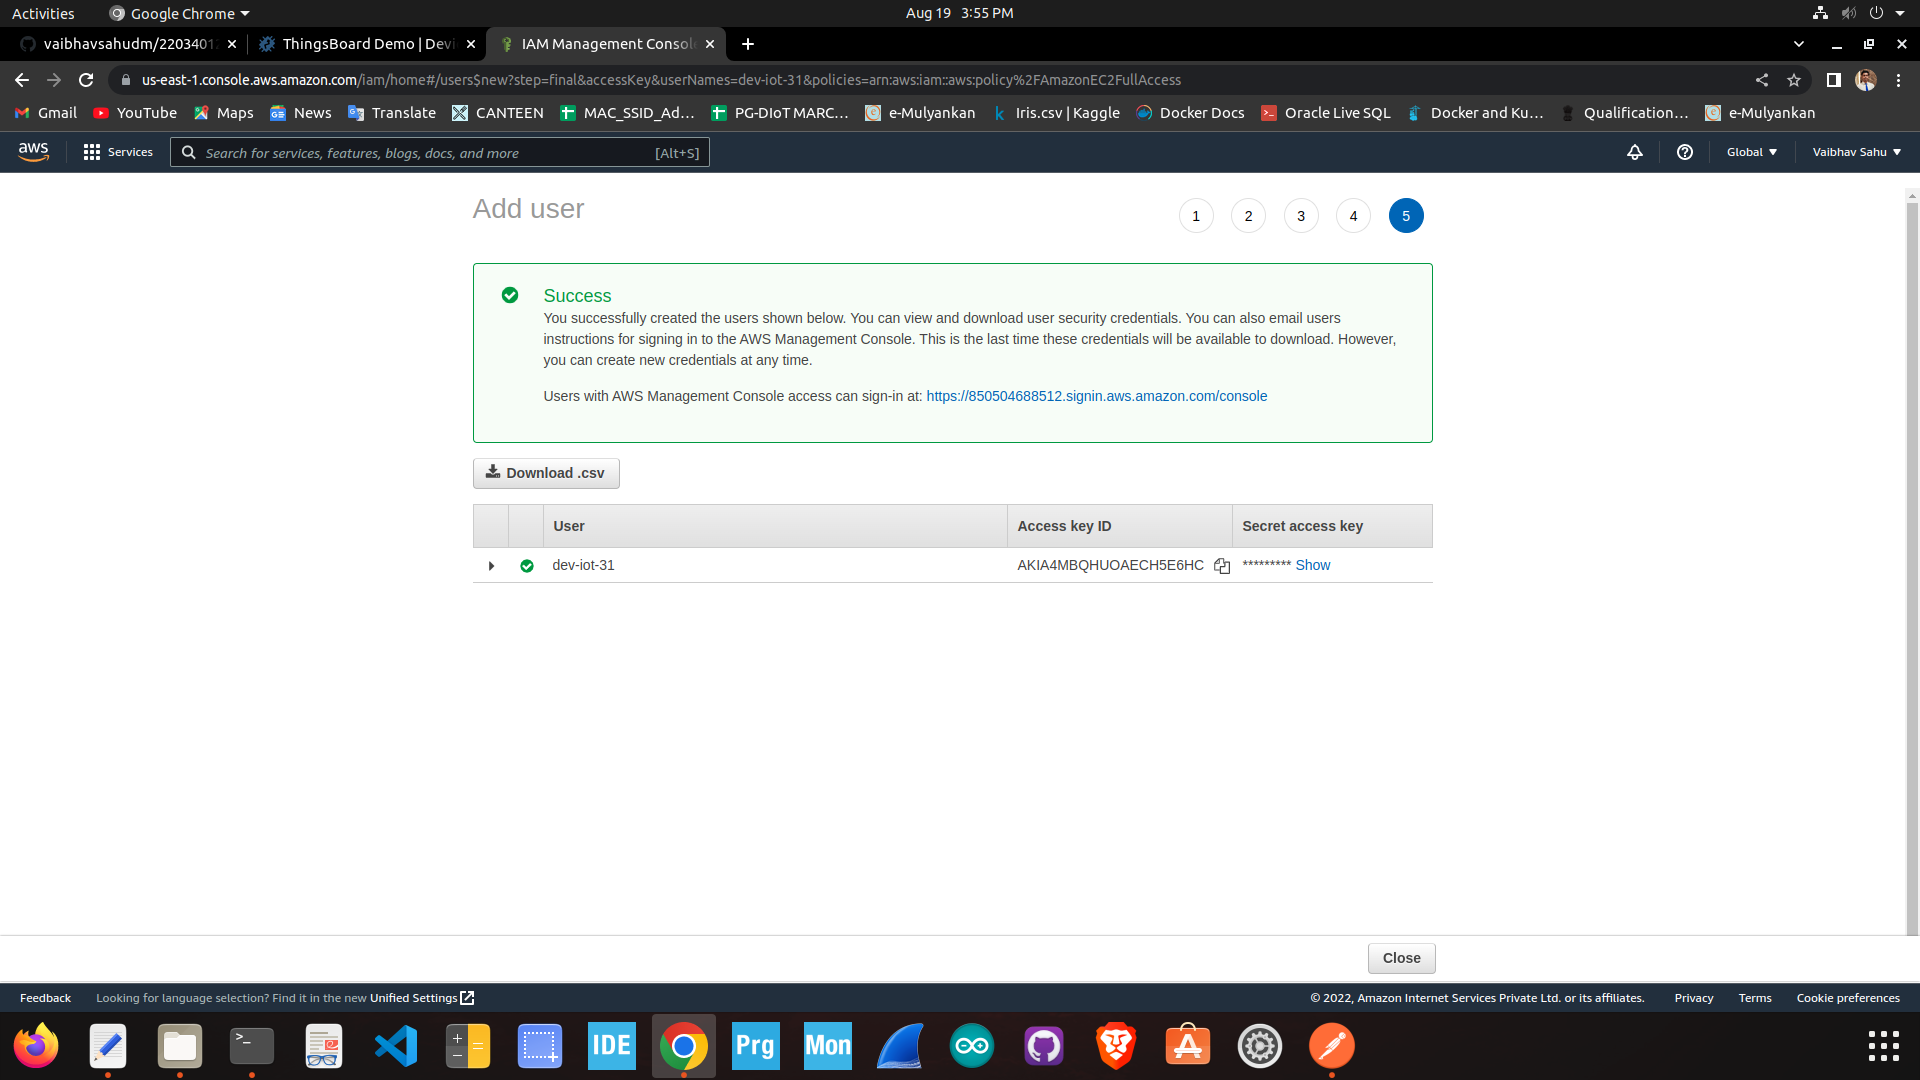 Activities
Google Chrome
Aug 19 3:55 PM
vaibhavsahudm/220340
ThingsBoard Demo | Devi
IAM Management Consol
us-east-1.console.aws.amazon.com/iam/home#/users$new?step=final&accessKey&userNames=dev-iot-31&policies=arn:aws:iam::aws:policy%2FAmazonEC2FullAccess
Gmail
YouTube
Maps
News
Translate
CANTEEN
MAC_SSID_Ad...
PG-DIoT MARC...
e-Mulyankan
Iris.csv | Kaggle
Docker Docs
Oracle Live SQL
Docker and Ku...
Qualification...
e-Mulyankan
aws
Services
Search for services, features, blogs, docs, and more
[Alt+S]
Global
Vaibhav Sahu
Add user
1 2 3 4 5
Success
You successfully created the users shown below. You can view and download user security credentials. You can also email users
instructions for signing in to the AWS Management Console. This is the last time these credentials will be available to download. However,
you can create new credentials at any time.
Users with AWS Management Console access can sign-in at: https://850504688512.signin.aws.amazon.com/console
Download .csv
User
Access key ID
Secret access key
dev-iot-31
AKIA4MBQHUOAECH5E6HC
********* Show
Close
Feedback
Looking for language selection? Find it in the new Unified Settings
© 2022, Amazon Internet Services Private Ltd. or its affiliates.
Privacy
Terms
Cookie preferences
IDE
Prg
Mon